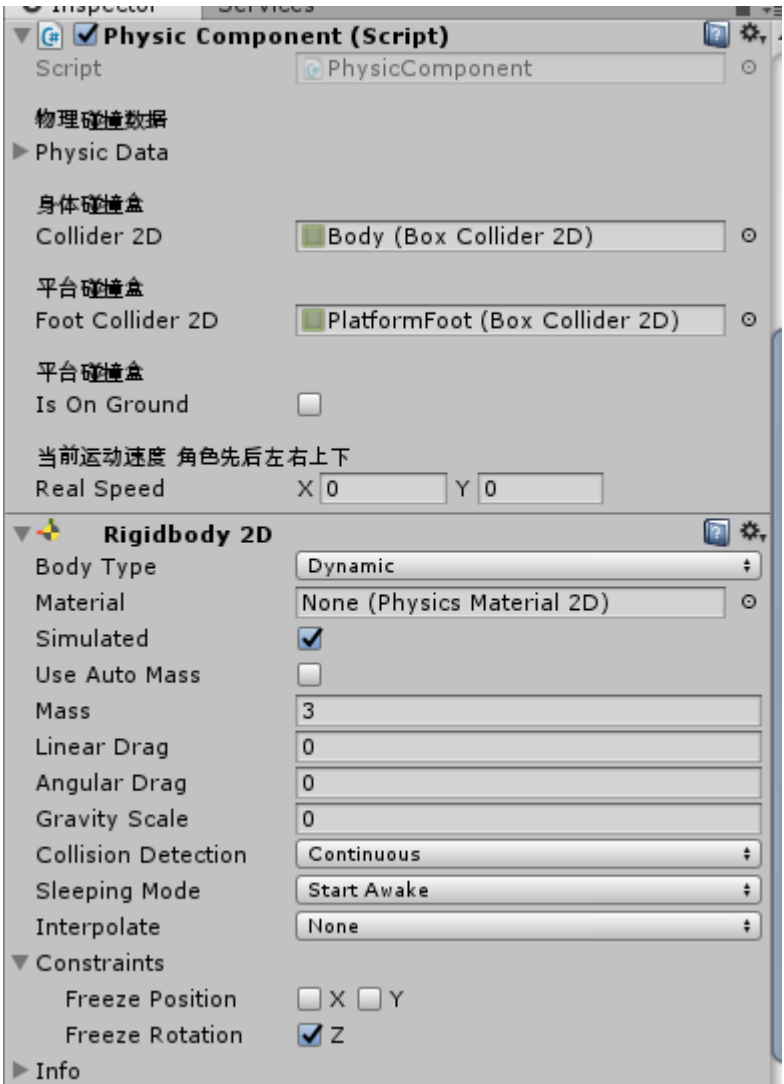 Inspector Services
Physic Component (Script)
Script PhysicComponent
物理碰撞数据
Physic Data
身体碰撞盒
Collider 2D Body (Box Collider 2D)
平台碰撞盒
Foot Collider 2D PlatformFoot (Box Collider 2D)
平台碰撞盒
Is On Ground
当前运动速度 角色先后左右上下
Real Speed X 0 Y 0
Rigidbody 2D
Body Type Dynamic
Material None (Physics Material 2D)
Simulated
Use Auto Mass
Mass 3
Linear Drag 0
Angular Drag 0
Gravity Scale 0
Collision Detection Continuous
Sleeping Mode Start Awake
Interpolate None
Constraints
Freeze Position X Y
Freeze Rotation Z
Info